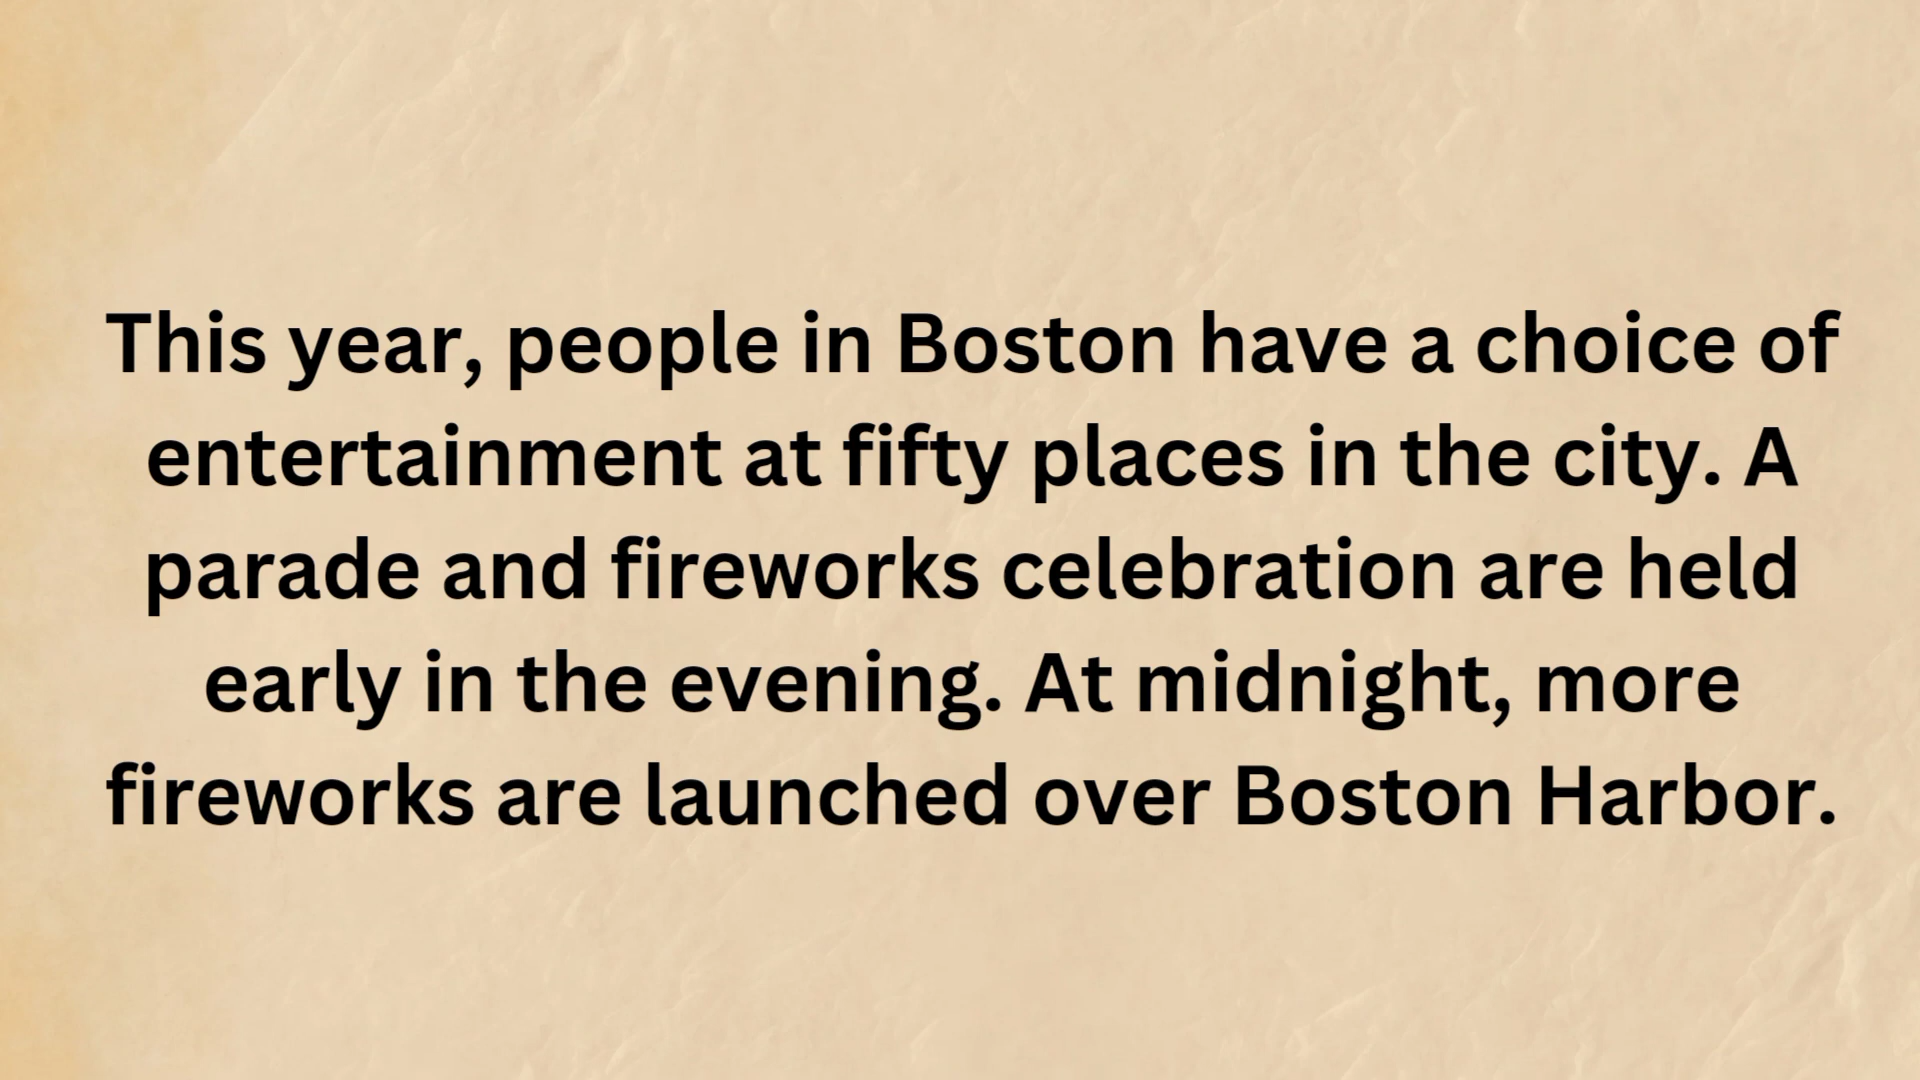 This year, people in Boston have a choice of
entertainment at fifty places in the city. A
parade and fireworks celebration are held
early in the evening. At midnight, more
fireworks are launched over Boston Harbor.